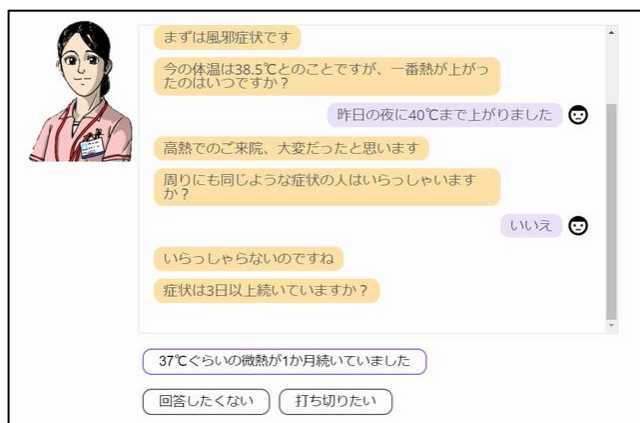 まずは風邪症状です
今の体温は38.5℃とのことですが、一番熱が上がっ
たのはいつですか？
昨日の夜に40℃まで上がりました
高熱でのご来院、大変だったと思います
周りにも同じような症状の人はいらっしゃいます
か？
いいえ
いらっしゃらないのですね
症状は3日以上続いていますか？
37℃ぐらいの微熱が1か月続いていました
回答したくない
打ち切りたい